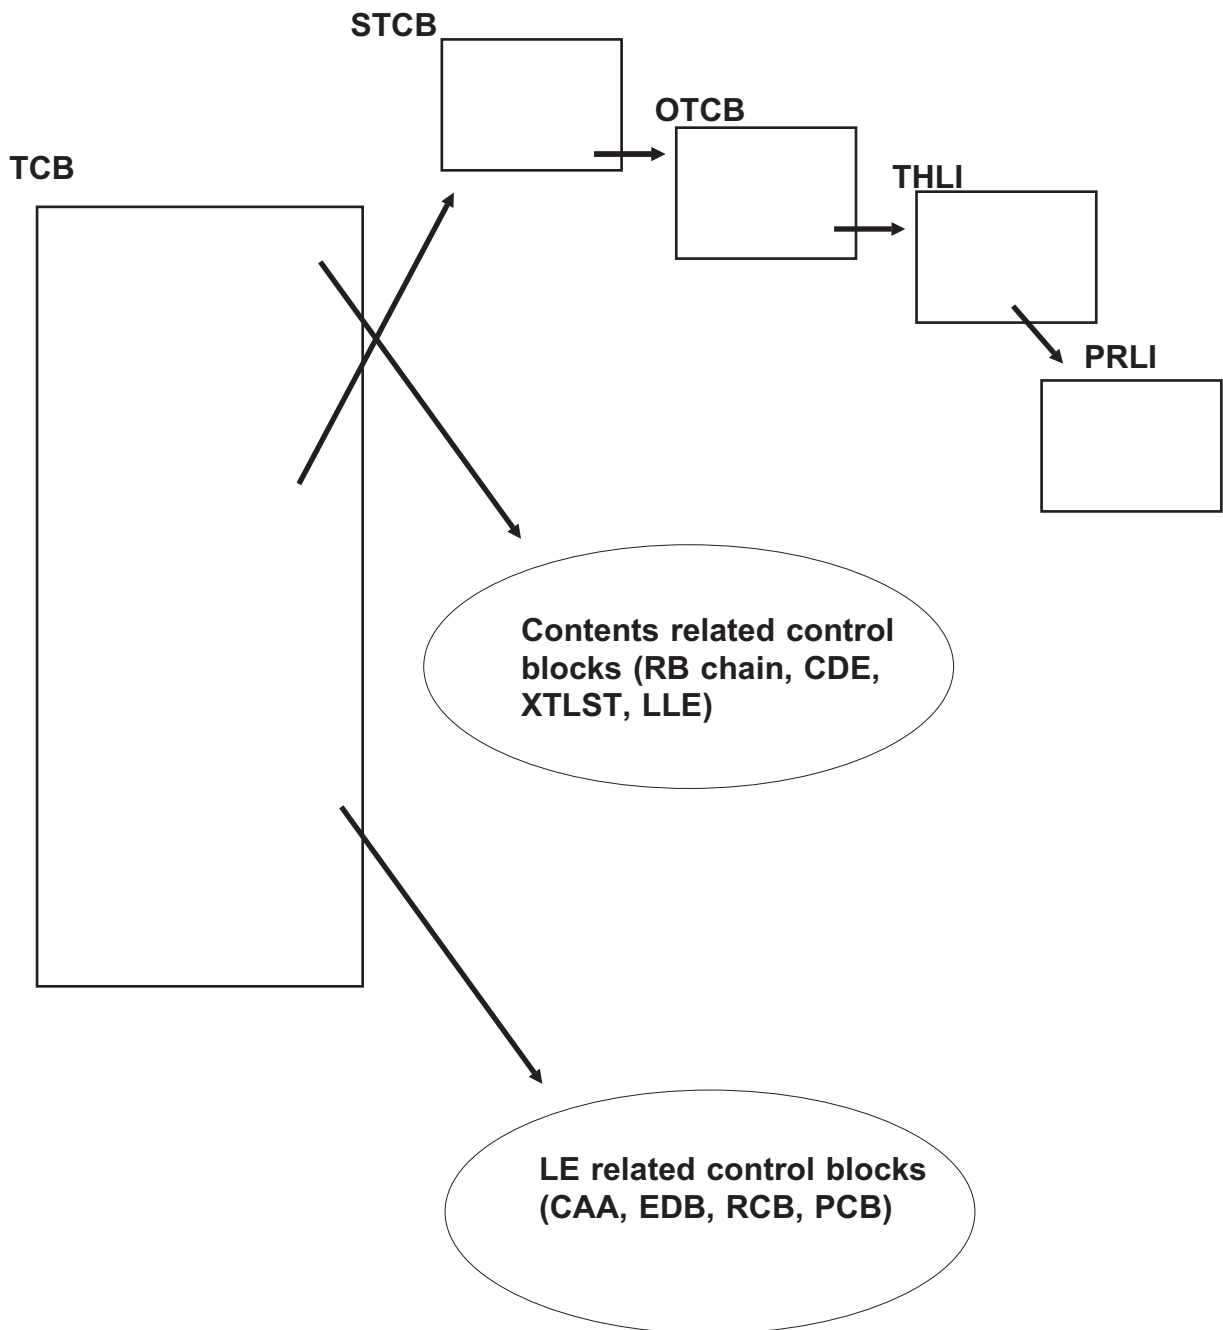 STCB
OTCB
TCB
THLI
PRLI
Contents related control
blocks (RB chain, CDE,
XTLST, LLE)
LE related control blocks
(CAA, EDB, RCB, PCB)